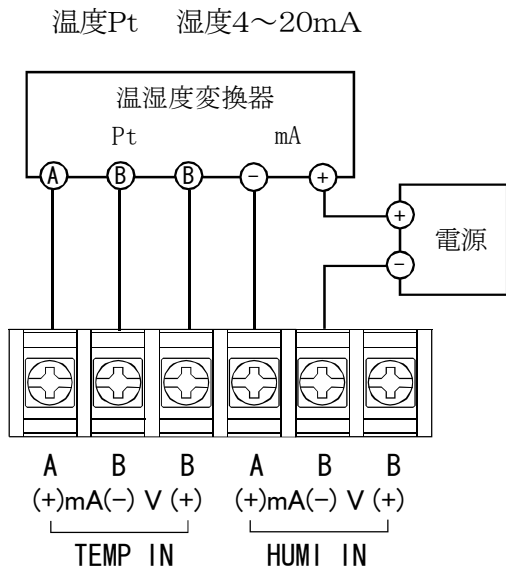 温度Pt 湿度4～20mA
温湿度変換器
Pt mA
A B B − +
+
電源
−
A B B A B B
(+)mA(−) V (+) (+)mA(−) V (+)
TEMP IN HUMI IN